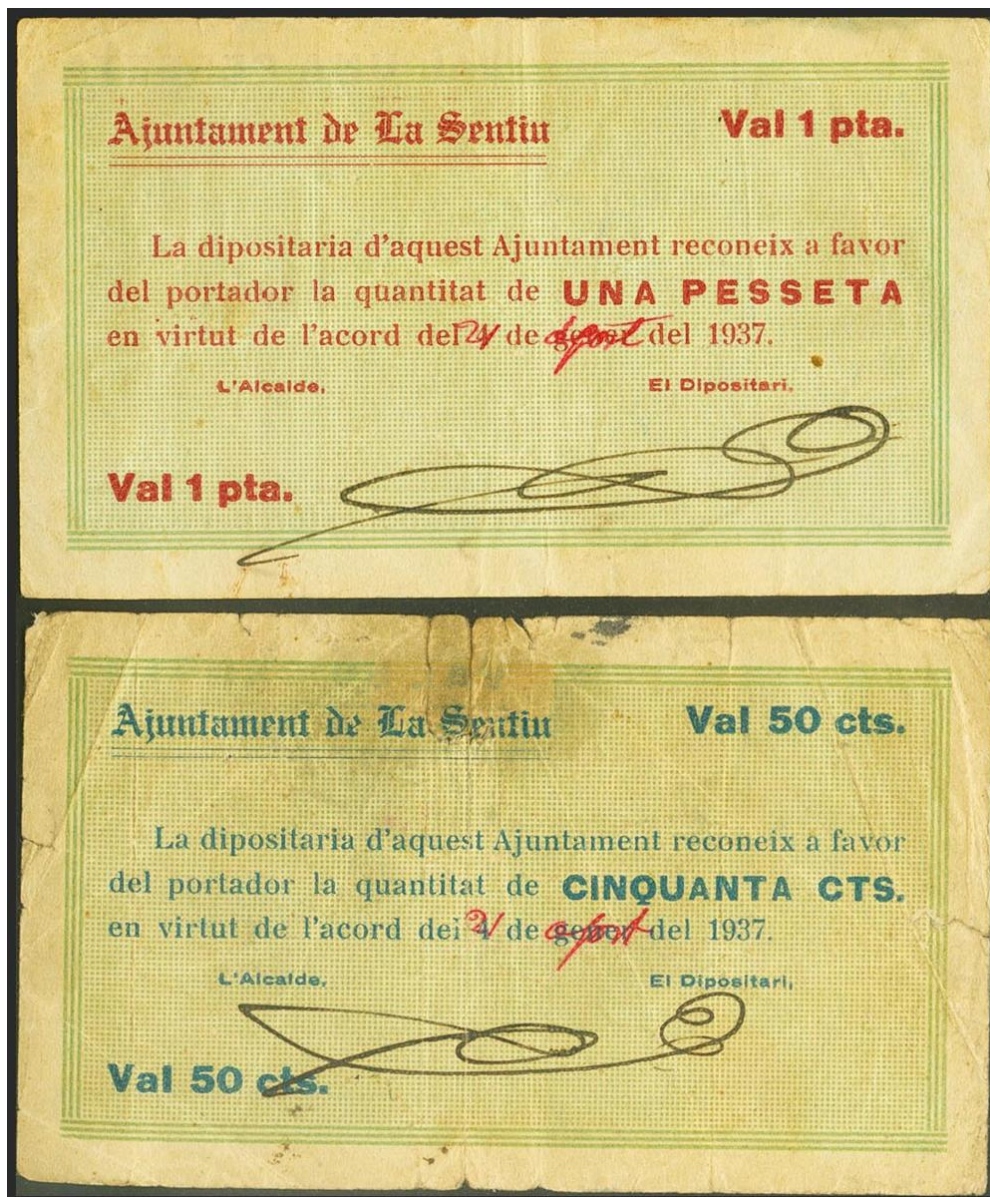 Ajuntament de La Sentiu
Val 1 pta.
La dipositaria d'aquest Ajuntament reconeix a favor
del portador la quantitat de UNA PESSETA
en virtut de l'acord del de agost del 1937.
L'Alcalde, El Dipositari,
Val 1 pta.
Ajuntament de La Sentiu
Val 50 cts.
La dipositaria d'aquest Ajuntament reconeix a favor
del portador la quantitat de CINQUANTA CTS.
en virtut de l'acord del de agost del 1937.
L'Alcalde, El Dipositari,
Val 50 cts.